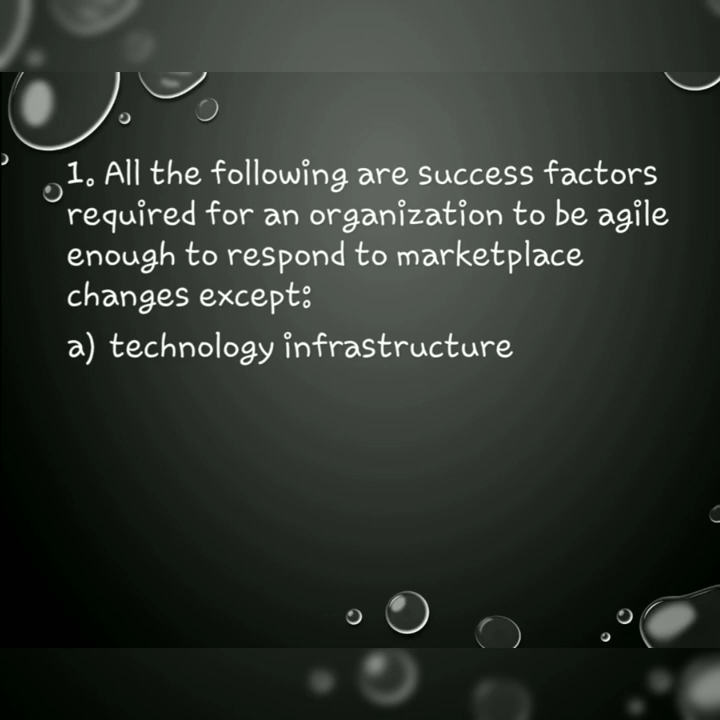 1. All the following are success factors
required for an organization to be agile
enough to respond to marketplace
changes except:
a) technology infrastructure